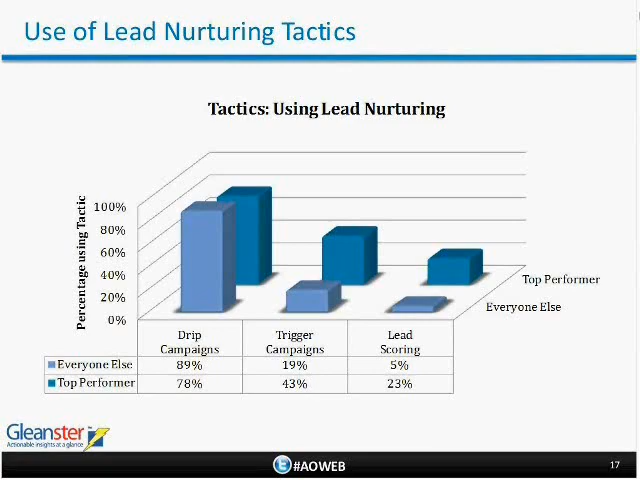 Use of Lead Nurturing Tactics
Tactics: Using Lead Nurturing
Percentage using Tactic
100%
80%
60%
40%
20%
0%
Top Performer
Everyone Else
Drip Campaigns
Trigger Campaigns
Lead Scoring
Everyone Else 89% 19% 5%
Top Performer 78% 43% 23%
Gleanster
Actionable insights at a glance
#AOWEB
17